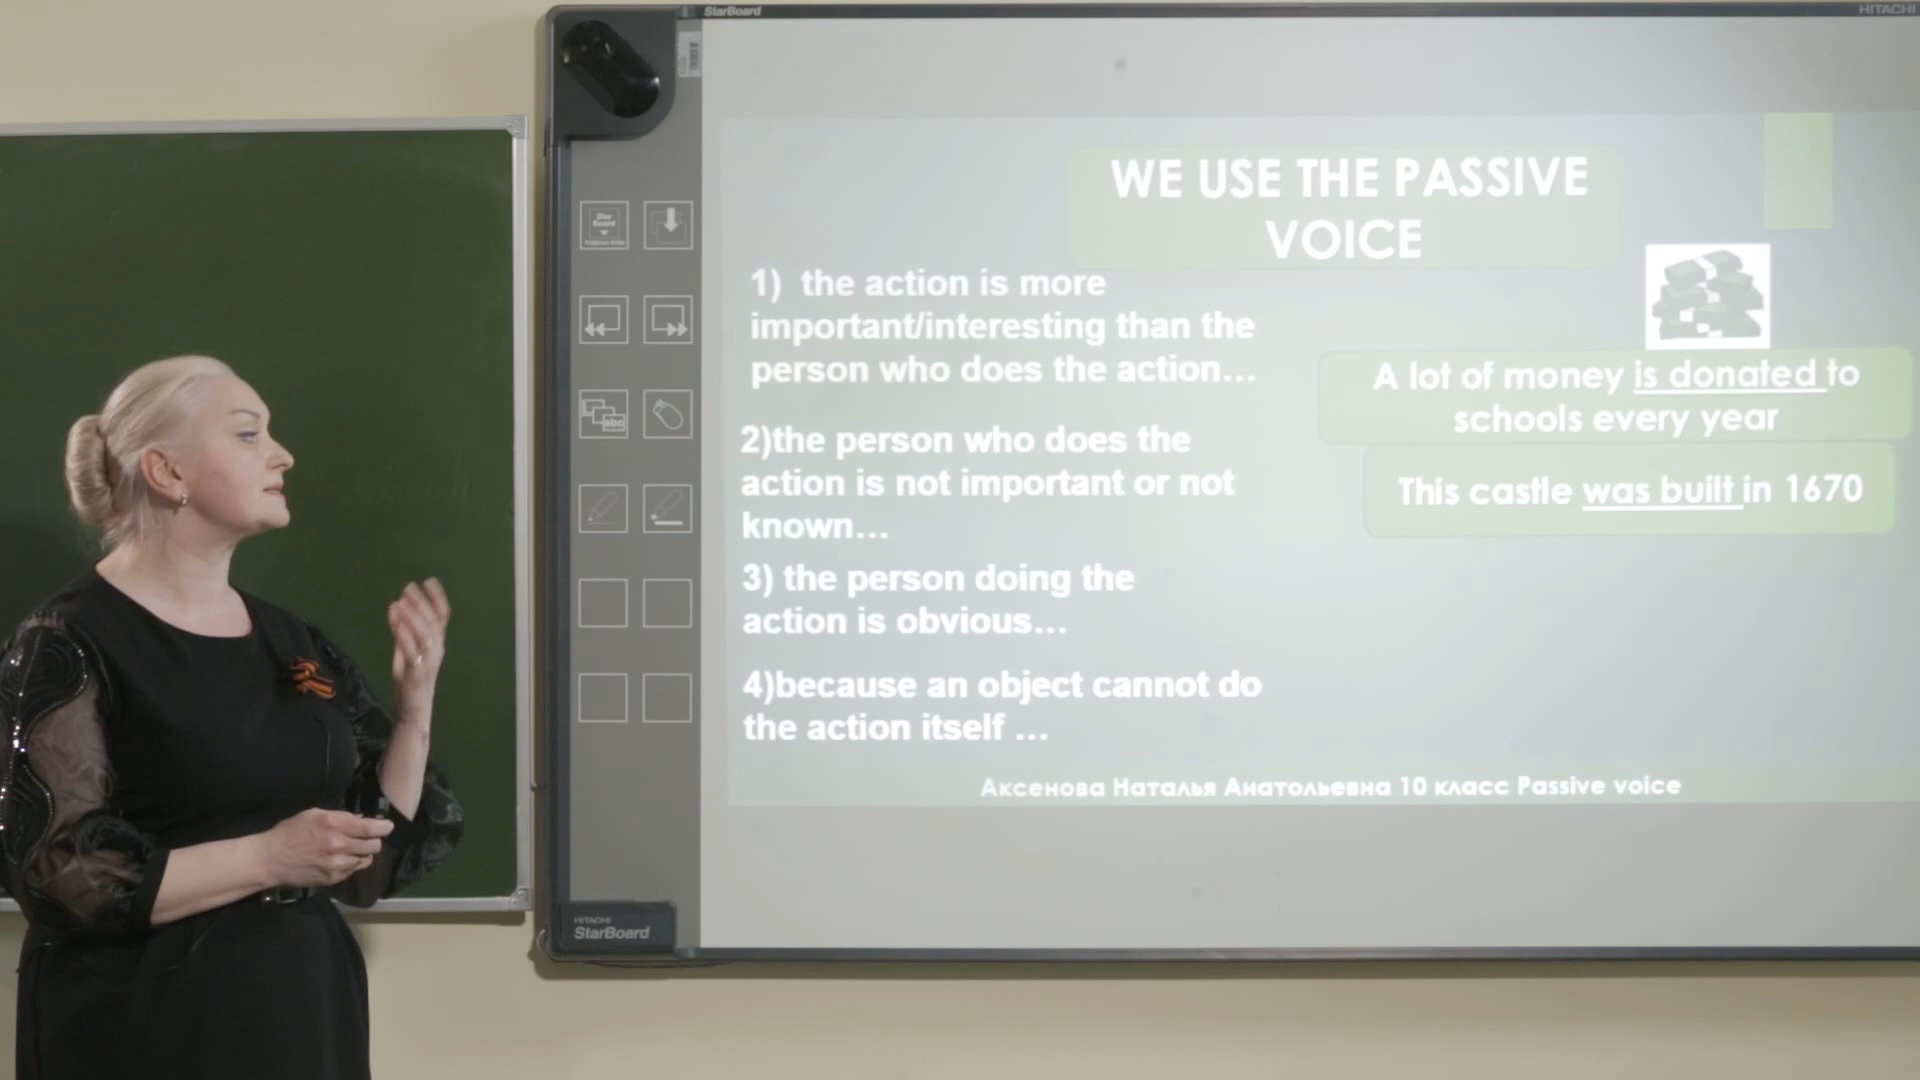 StarBoard
HITACHI
WE USE THE PASSIVE
VOICE
1) the action is more
important/interesting than the
person who does the action...
2)the person who does the
action is not important or not
known...
3) the person doing the
action is obvious...
4)because an object cannot do
the action itself ...
A lot of money is donated to
schools every year
This castle was built in 1670
Аксенова Наталья Анатольевна 10 класс Passive voice
abc
HITACHI
StarBoard